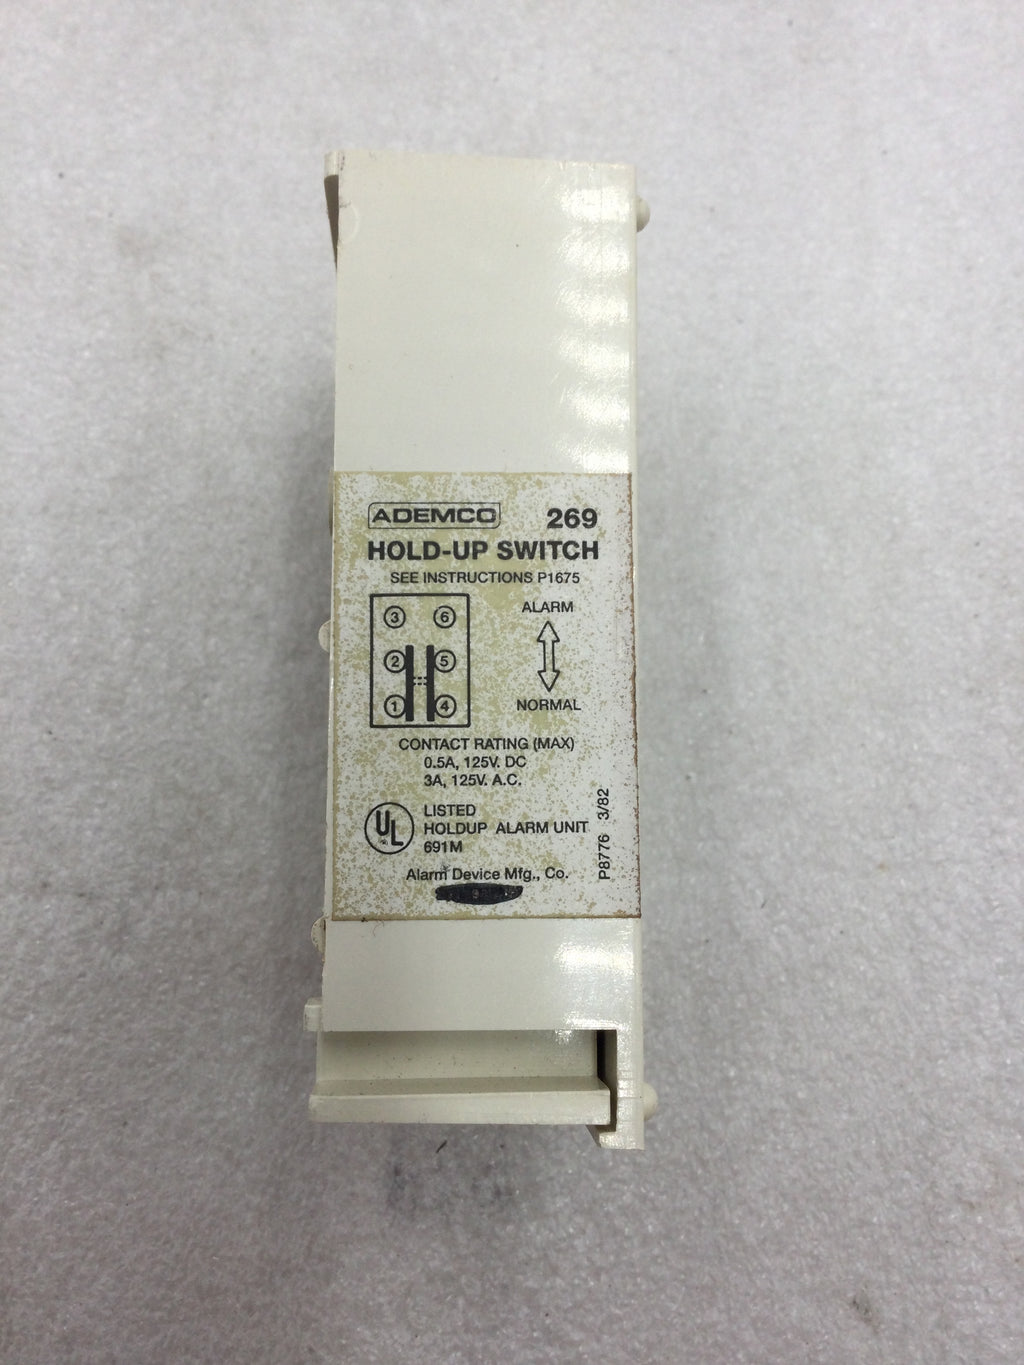 ADEMCO 269
HOLD-UP SWITCH
SEE INSTRUCTIONS P1675
ALARM
3 6
2 5
1 4
NORMAL
CONTACT RATING (MAX)
0.5A, 125V. DC
3A, 125V. A.C.
UL LISTED
HOLDUP ALARM UNIT
691M
Alarm Device Mfg., Co.
P8776 3/82